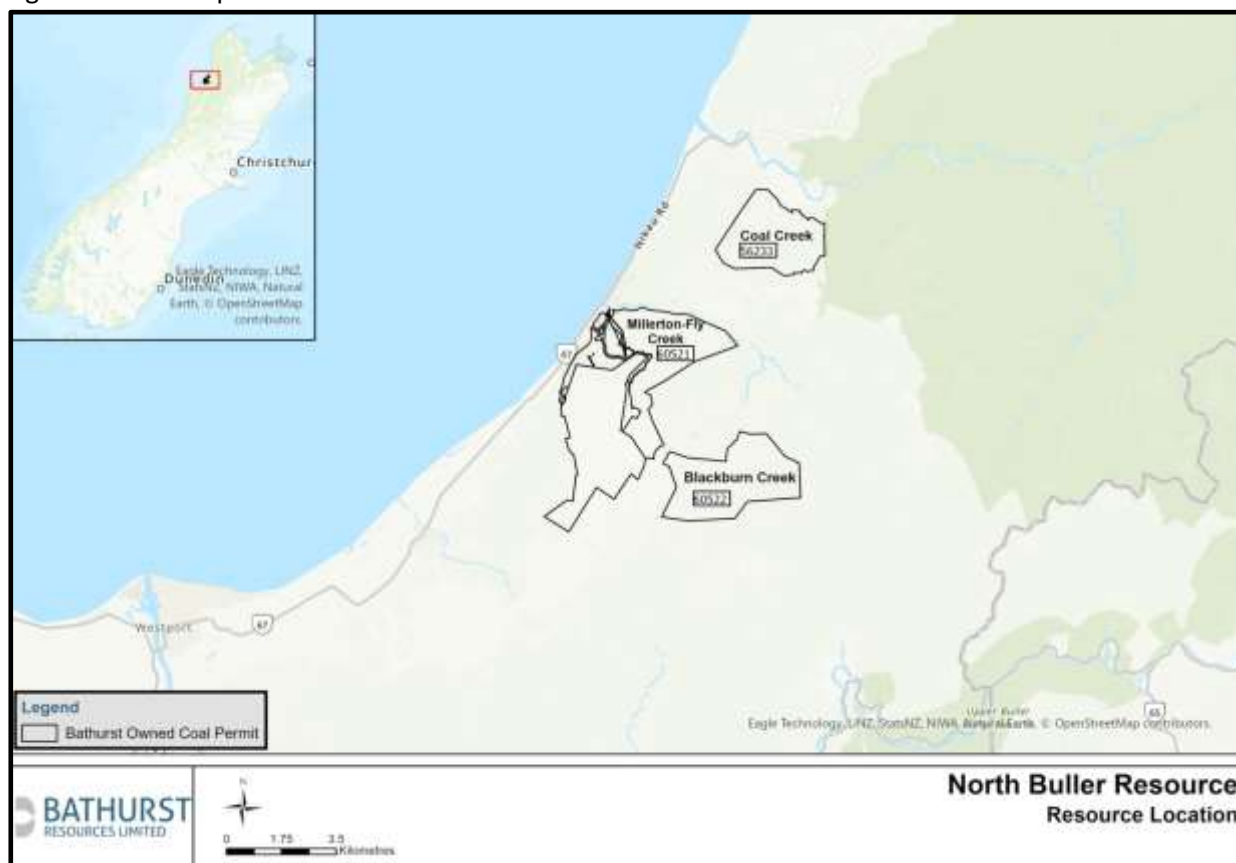 Christchur
Dunedin
Eagle Technology, LINZ,
StatsNZ, NIWA, Natural
Earth, © OpenStreetMap
contributors.
Coal Creek
56233
Millerton-Fly
Creek
60521
67
Blackburn Creek
60522
Westport
67
Legend
Bathurst Owned Coal Permit
Upper Buller
65
Eagle Technology, LINZ, StatsNZ, NIWA, Natural Earth, © OpenStreetMap contributors.
BATHURST
RESOURCES LIMITED
N
0 1.75 3.5
Kilometres
North Buller Resource
Resource Location